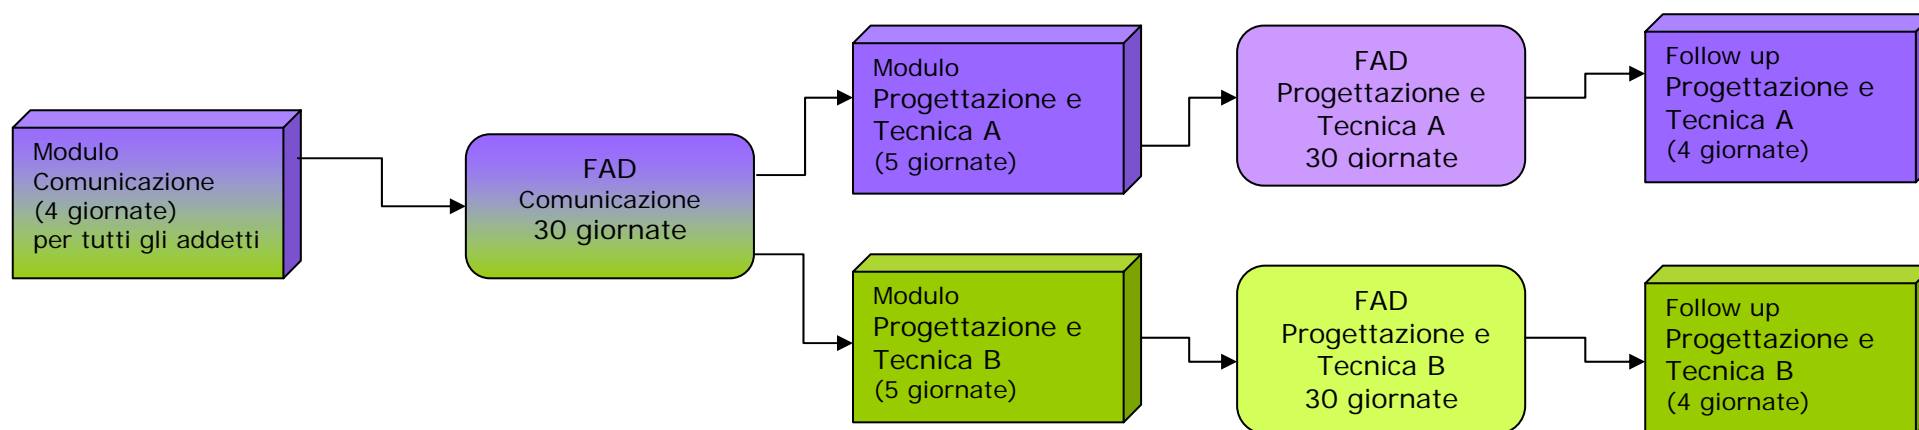 Modulo
Comunicazione
(4 giornate)
per tutti gli addetti
FAD
Comunicazione
30 giornate
Modulo
Progettazione e
Tecnica A
(5 giornate)
FAD
Progettazione e
Tecnica A
30 giornate
Follow up
Progettazione e
Tecnica A
(4 giornate)
Modulo
Progettazione e
Tecnica B
(5 giornate)
FAD
Progettazione e
Tecnica B
30 giornate
Follow up
Progettazione e
Tecnica B
(4 giornate)